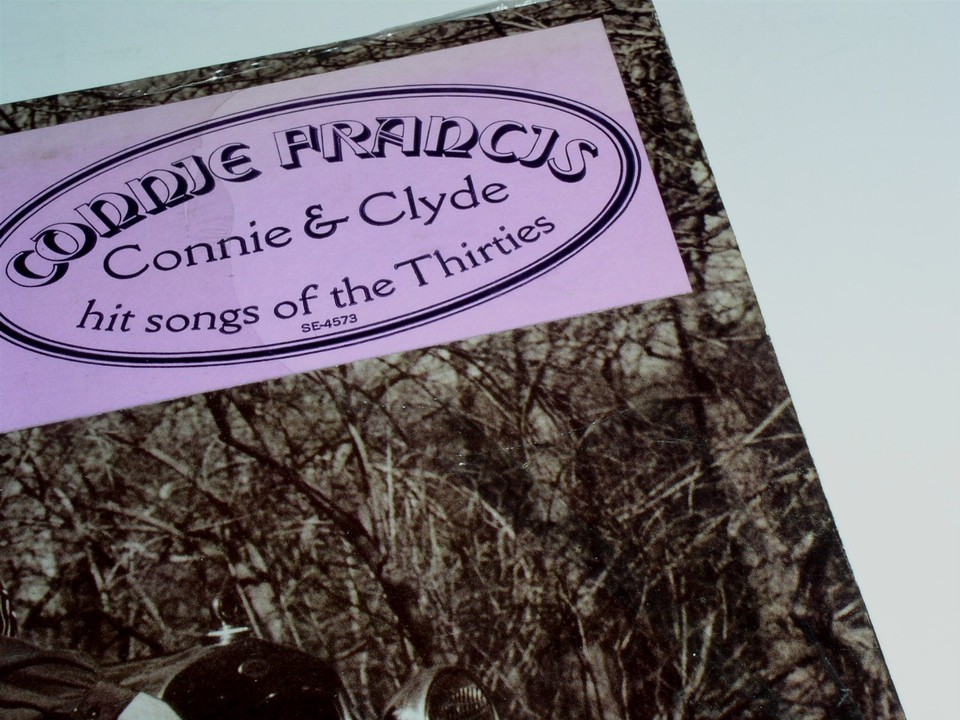 CONNIE FRANCIS
Connie & Clyde
hit songs of the Thirties
SE-4573